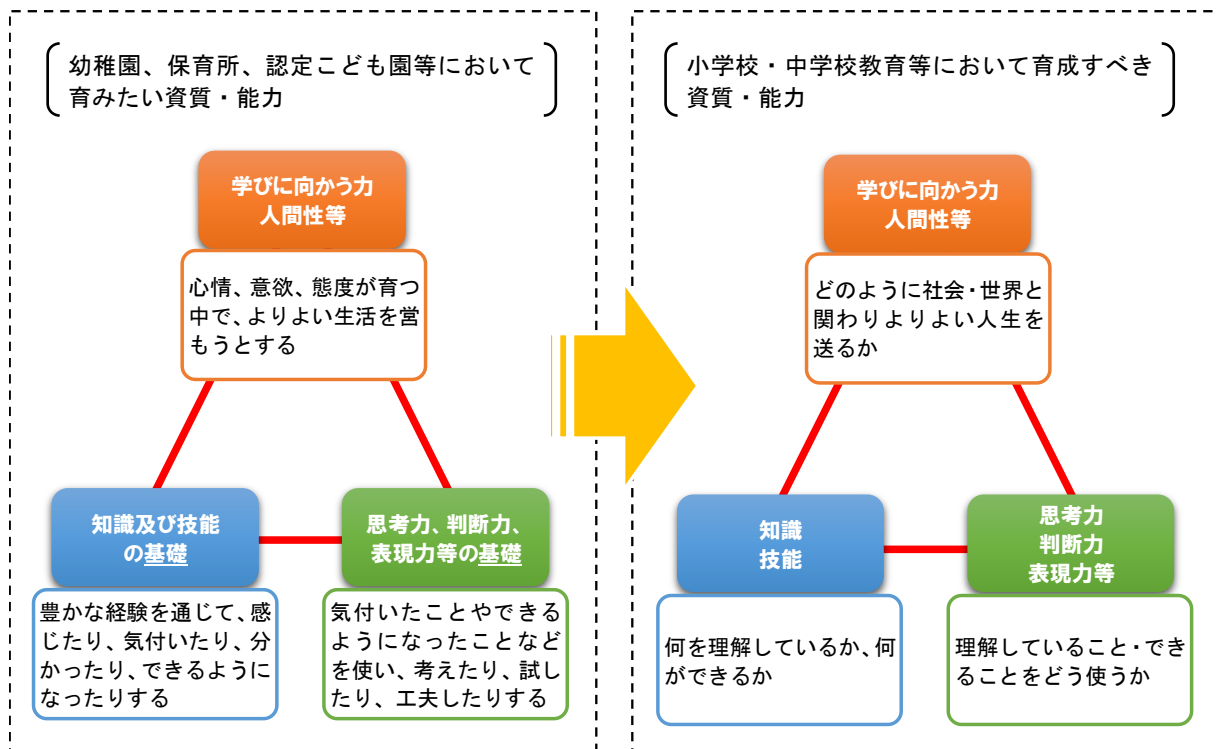 幼稚園、保育所、認定こども園等において
育みたい資質・能力
学びに向かう力
人間性等
心情、意欲、態度が育つ
中で、よりよい生活を営
もうとする
知識及び技能
の基礎
豊かな経験を通じて、感
じたり、気付いたり、分
かったり、できるように
なったりする
思考力、判断力、
表現力等の基礎
気付いたことやできる
ようになったことなど
を使い、考えたり、試し
たり、工夫したりする
小学校・中学校教育等において育成すべき
資質・能力
学びに向かう力
人間性等
どのように社会・世界と
関わりよりよい人生を
送るか
知識
技能
何を理解しているか、何
ができるか
思考力
判断力
表現力等
理解していること・でき
ることをどう使うか